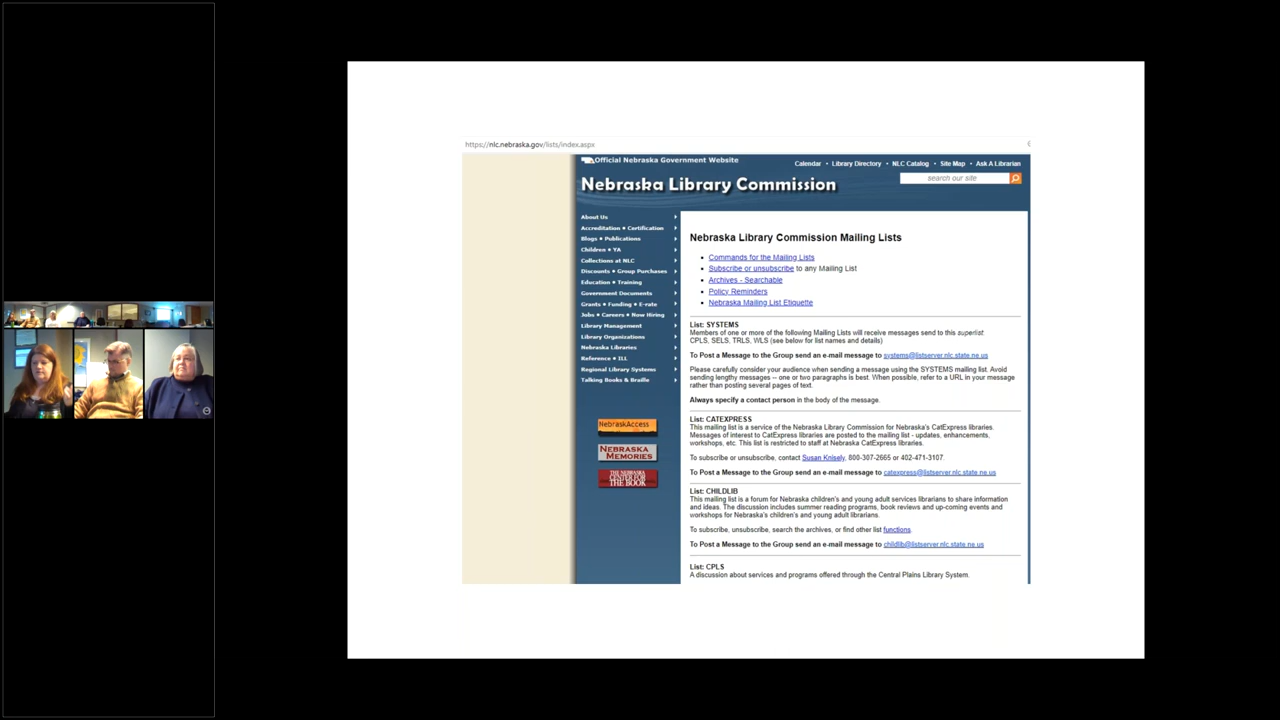 https://nlc.nebraska.gov/lists/index.aspx
Official Nebraska Government Website
Calendar • Library Directory • NLC Catalog • Site Map • Ask A Librarian
Nebraska Library Commission
search our site
About Us
Accreditation • Certification
Blogs • Publications
Children • YA
Collections at NLC
Discounts • Group Purchases
Education • Training
Government Documents
Grants • Funding • E-rate
Jobs • Careers • Now Hiring
Library Management
Library Organizations
Nebraska Libraries
Reference • ILL
Regional Library Systems
Talking Books & Braille
NebraskAccess
NEBRASKA
MEMORIES
THE NEBRASKA
CENTER FOR
THE BOOK
Nebraska Library Commission Mailing Lists
Commands for the Mailing Lists
Subscribe or unsubscribe to any Mailing List
Archives - Searchable
Policy Reminders
Nebraska Mailing List Etiquette
List: SYSTEMS
Members of one or more of the following Mailing Lists will receive messages send to this superlist:
CPLS, SELS, TRLS, WLS (see below for list names and details)
To Post a Message to the Group send an e-mail message to systems@listserver.nlc.state.ne.us
Please carefully consider your audience when sending a message using the SYSTEMS mailing list. Avoid
sending lengthy messages -- one or two paragraphs is best. When possible, refer to a URL in your message
rather than posting several pages of text.
Always specify a contact person in the body of the message.
List: CATEXPRESS
This mailing list is a service of the Nebraska Library Commission for Nebraska's CatExpress libraries.
Messages of interest to CatExpress libraries are posted to the mailing list - updates, enhancements,
workshops, etc. This list is restricted to staff at Nebraska CatExpress libraries.
To subscribe or unsubscribe, contact Susan Knisely, 800-307-2665 or 402-471-3107.
To Post a Message to the Group send an e-mail message to catexpress@listserver.nlc.state.ne.us
List: CHILDLIB
This mailing list is a forum for Nebraska children's and young adult services librarians to share information
and ideas. The discussion includes summer reading programs, book reviews and up-coming events and
workshops for Nebraska's children's and young adult librarians.
To subscribe, unsubscribe, search the archives, or find other list functions.
To Post a Message to the Group send an e-mail message to childlib@listserver.nlc.state.ne.us
List: CPLS
A discussion about services and programs offered through the Central Plains Library System.